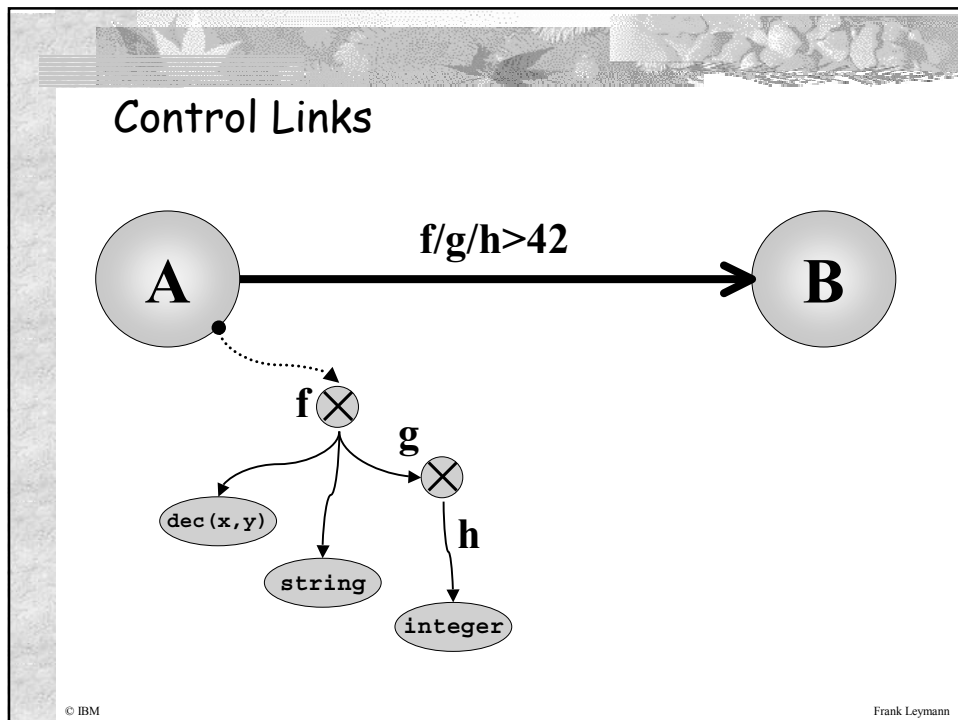 Control Links
f/g/h>42
A
B
f
g
dec(x,y)
h
string
integer
© IBM
Frank Leymann